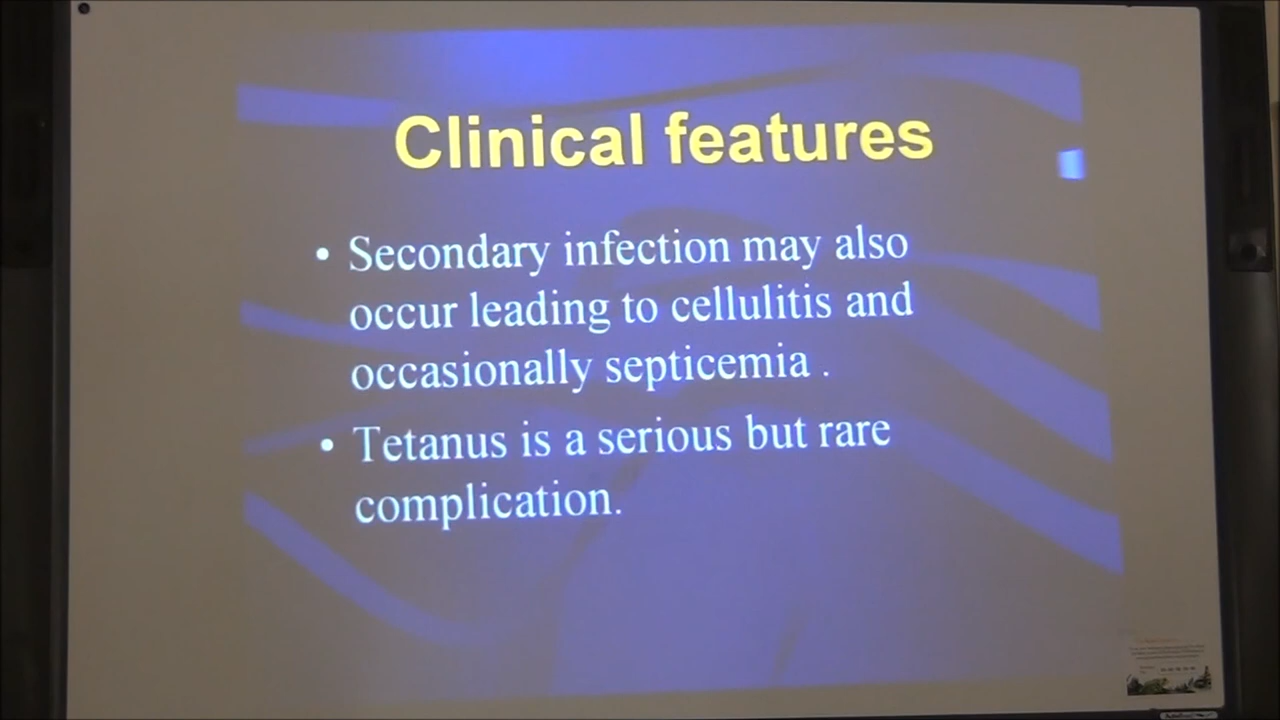 Clinical features
• Secondary infection may also
occur leading to cellulitis and
occasionally septicemia .
• Tetanus is a serious but rare
complication.